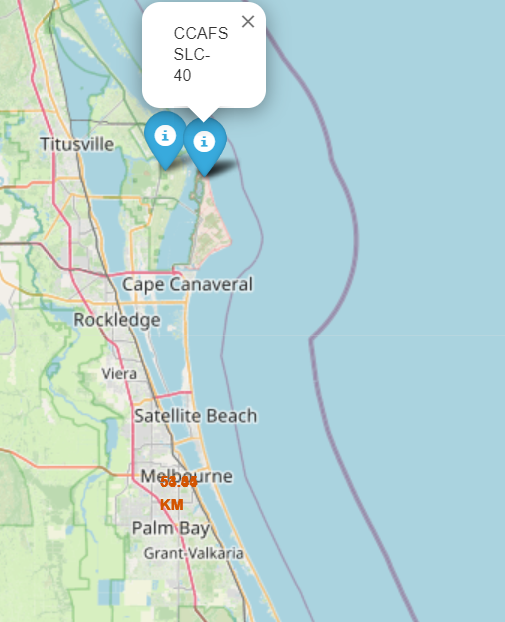 CCAFS
SLC-
40
Titusville
Cape Canaveral
Rockledge
Viera
Satellite Beach
Melbourne
KM
Palm Bay
Grant-Valkaria